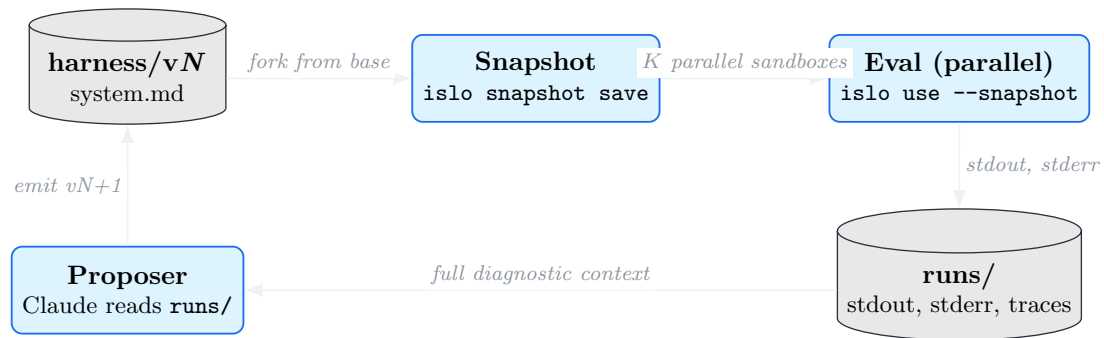 harness/vN
system.md
fork from base
Snapshot
islo snapshot save
K parallel sandboxes
Eval (parallel)
islo use --snapshot
stdout, stderr
emit vN+1
Proposer
Claude reads runs/
full diagnostic context
runs/
stdout, stderr, traces